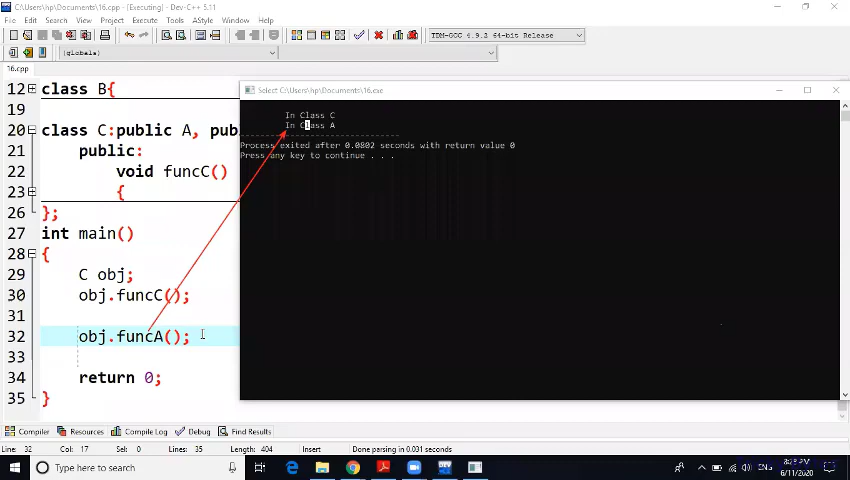 C:\Users\hp\Documents\16.cpp - [Executing] - Dev-C++ 5.11
File Edit Search View Project Execute Tools AStyle Window Help
TDM-GCC 4.9.2 64-bit Release
(globals)
16.cpp
12 class B{
Select C:\Users\hp\Documents\16.exe
19
In Class C
20 class C:public A, pub
In Class A
21 public:
Process exited after 0.0802 seconds with return value 0
Press any key to continue . . .
22 void funcC()
23 {
26 };
27 int main()
28 {
29 C obj;
30 obj.funcC();
31
32 obj.funcA();
33
34 return 0;
35 }
Compiler Resources Compile Log Debug Find Results
Line: 32 Col: 17 Sel: 0 Lines: 35 Length: 404 Insert Done parsing in 0.031 seconds
Type here to search
DEV
ENG
PM
6/11/2020